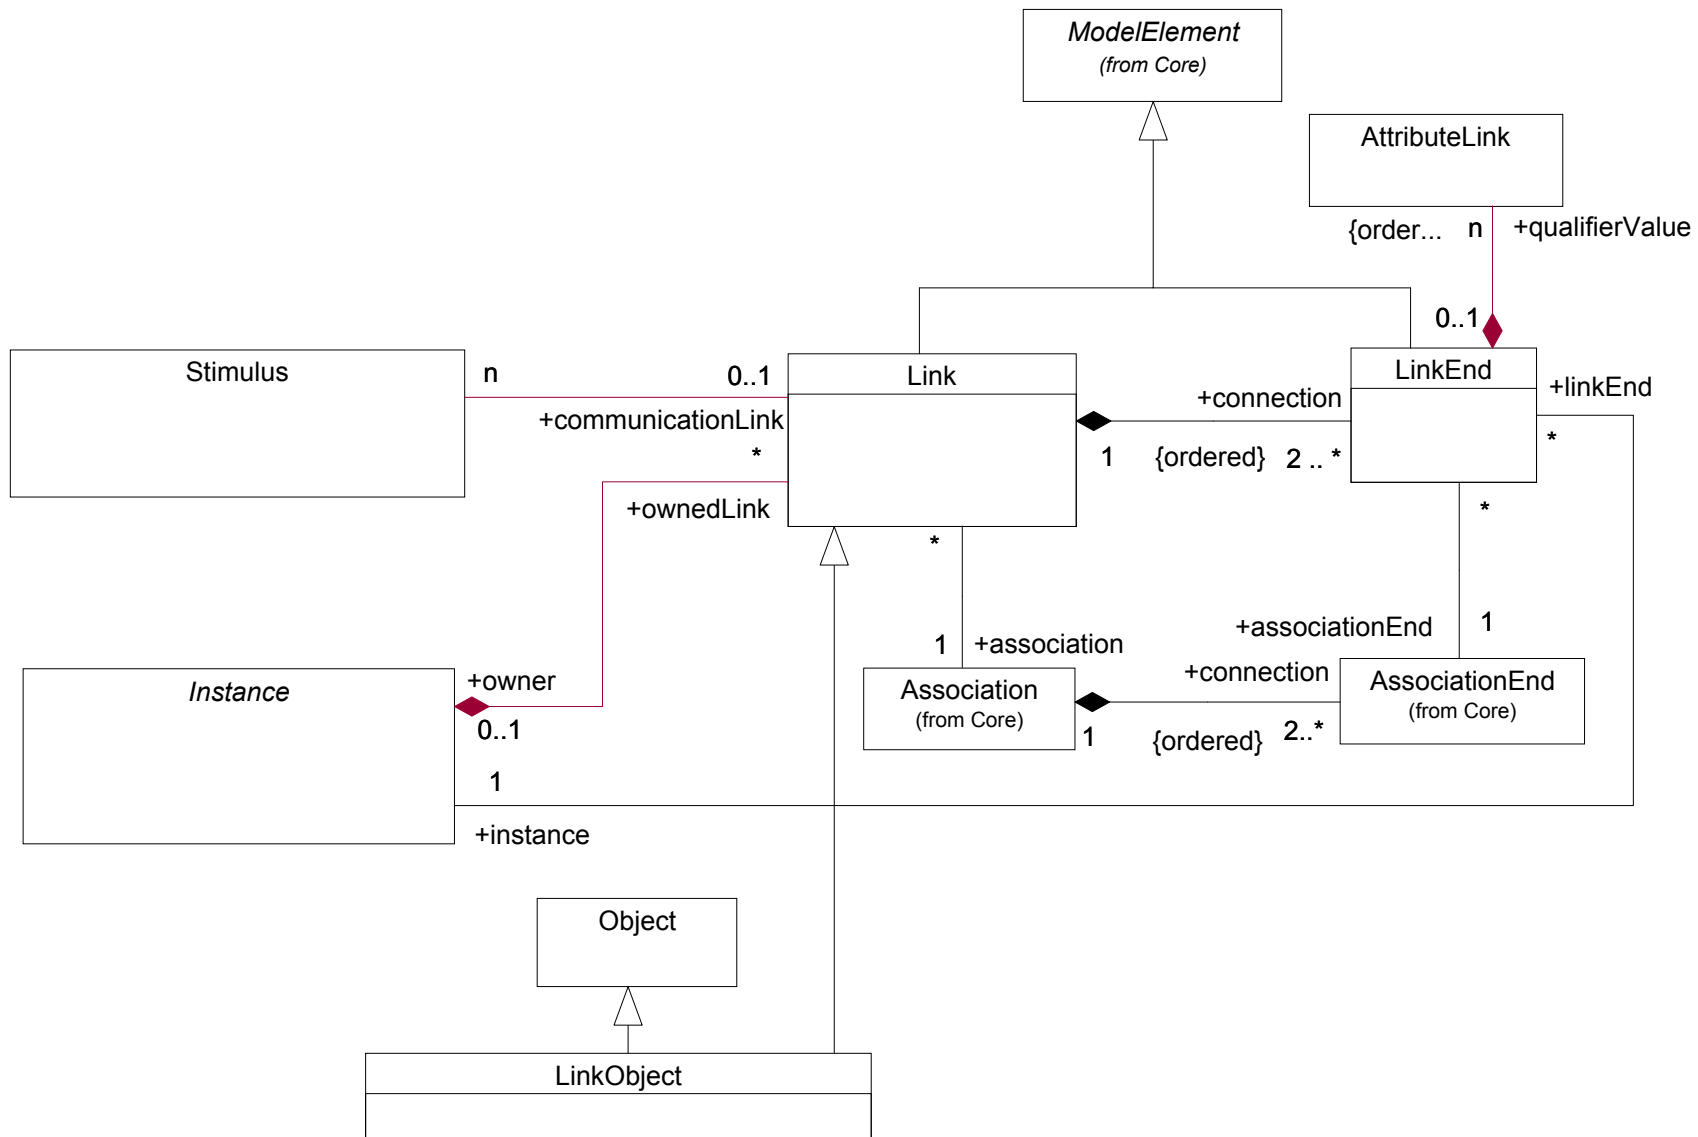 ModelElement
(from Core)
AttributeLink
{order... n +qualifierValue
0..1
Stimulus
n 0..1
Link
LinkEnd
+linkEnd
+connection
+communicationLink
*
*
1 {ordered} 2 .. *
+ownedLink
*
*
+associationEnd 1
1 +association
+connection
Instance
+owner
0..1
Association
(from Core)
AssociationEnd
(from Core)
1 {ordered} 2..*
1
+instance
Object
LinkObject